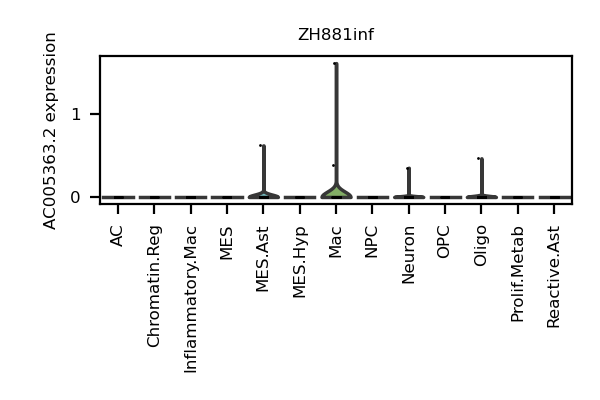 ZH881inf
AC005363.2 expression
1
0
AC
Chromatin.Reg
Inflammatory.Mac
MES
MES.Ast
MES.Hyp
Mac
NPC
Neuron
OPC
Oligo
Prolif.Metab
Reactive.Ast